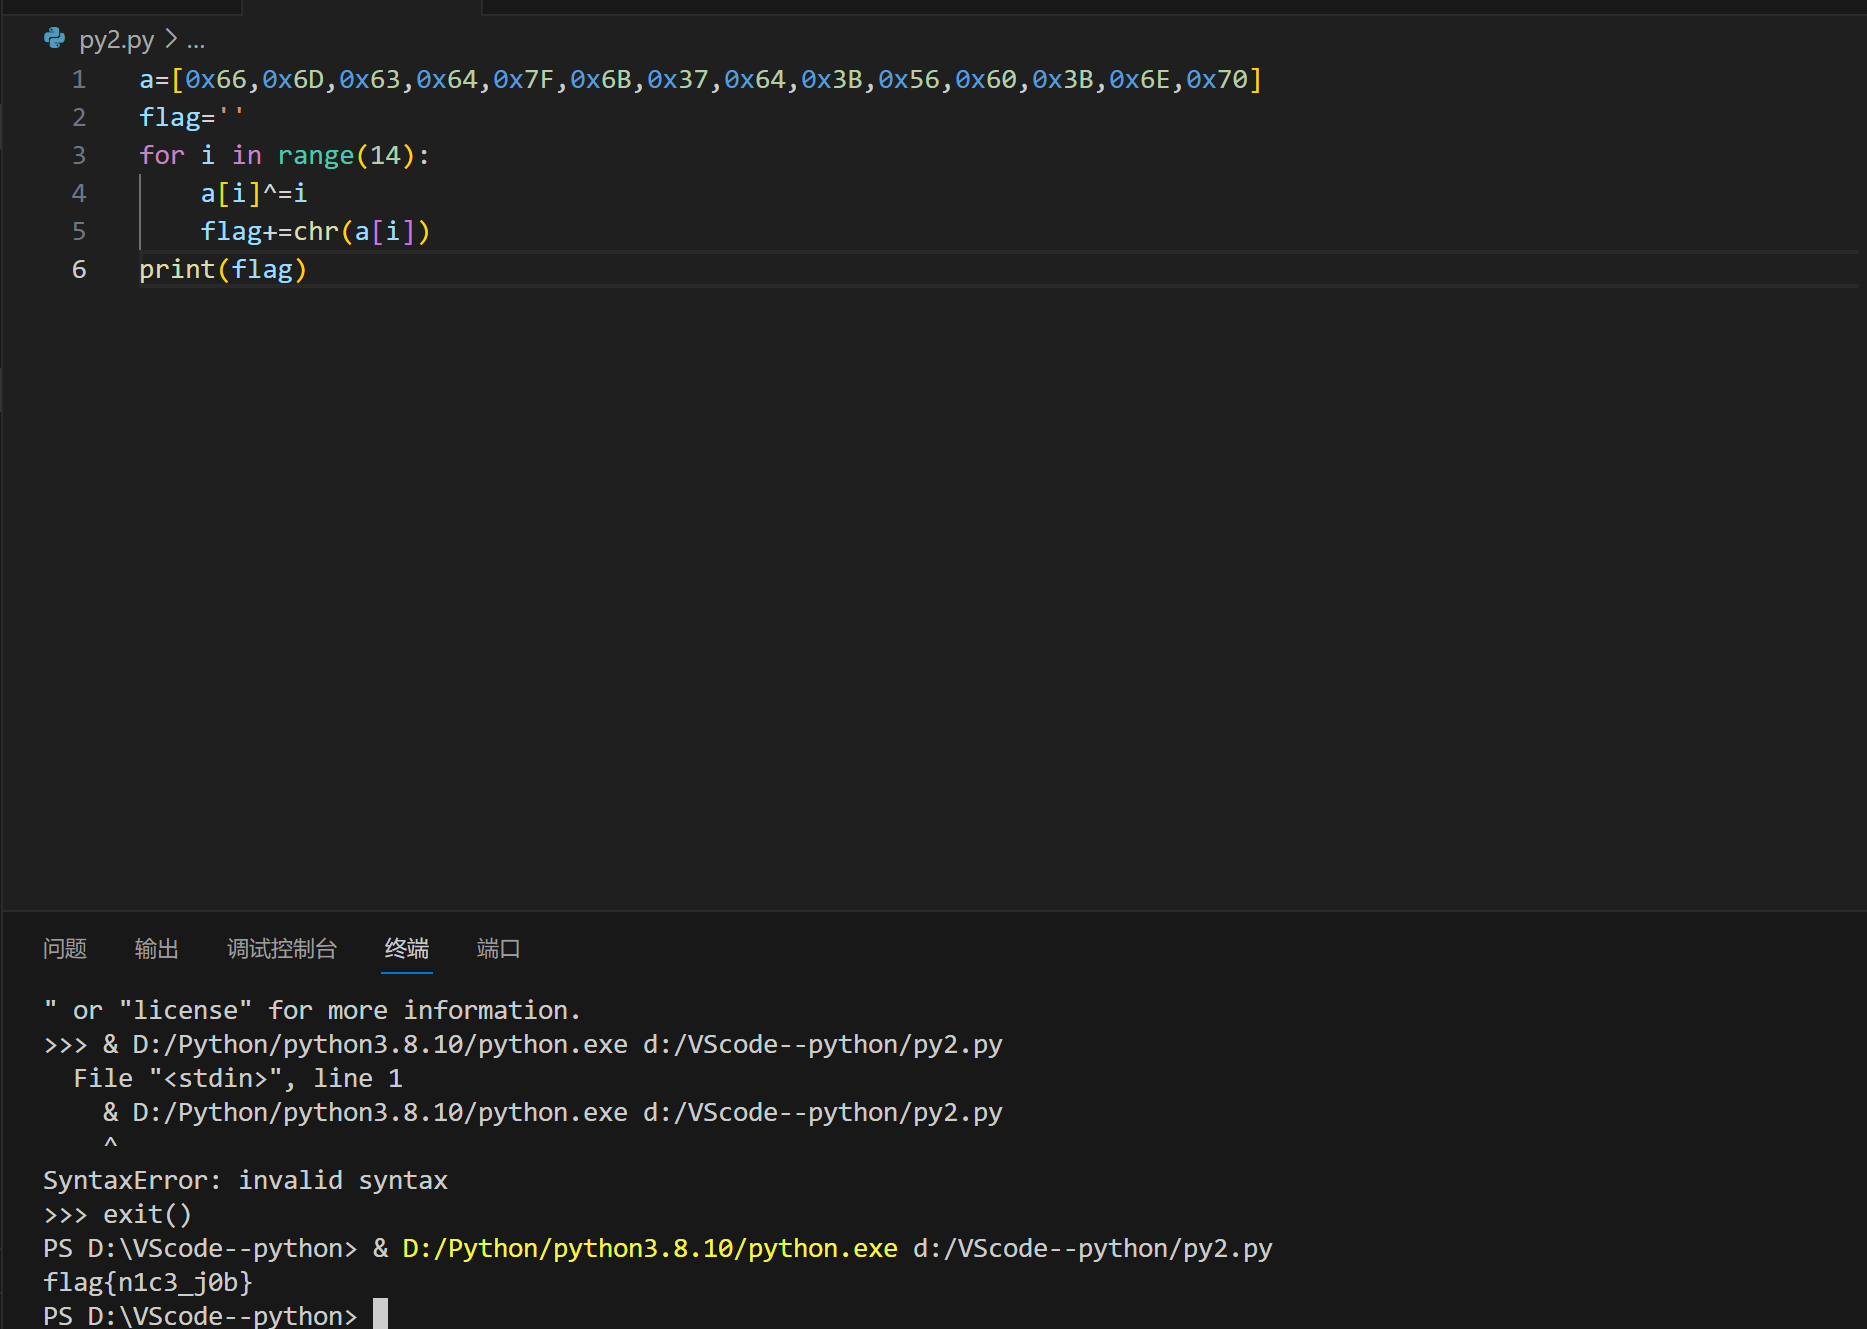 py2.py > ...
1 a=[0x66,0x6D,0x63,0x64,0x7F,0x6B,0x37,0x64,0x3B,0x56,0x60,0x3B,0x6E,0x70]
2 flag=''
3 for i in range(14):
4     a[i]^=i
5     flag+=chr(a[i])
6 print(flag)
问题 输出 调试控制台 终端 端口
" or "license" for more information.
>>> & D:/Python/python3.8.10/python.exe d:/VScode--python/py2.py
  File "<stdin>", line 1
    & D:/Python/python3.8.10/python.exe d:/VScode--python/py2.py
    ^
SyntaxError: invalid syntax
>>> exit()
PS D:\VScode--python> & D:/Python/python3.8.10/python.exe d:/VScode--python/py2.py
flag{n1c3_j0b}
PS D:\VScode--python>